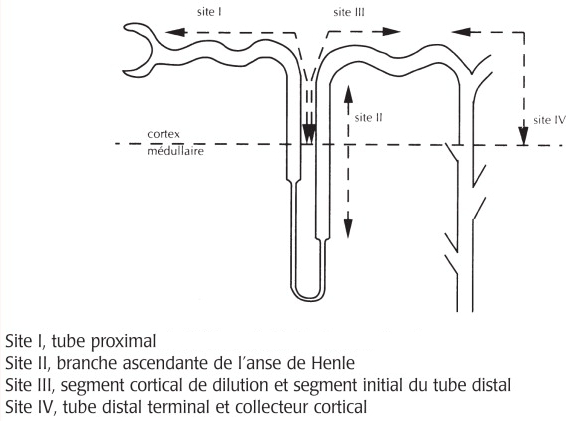 site I
site III
site II
site IV
cortex
médullaire
Site I, tube proximal
Site II, branche ascendante de l'anse de Henle
Site III, segment cortical de dilution et segment initial du tube distal
Site IV, tube distal terminal et collecteur cortical